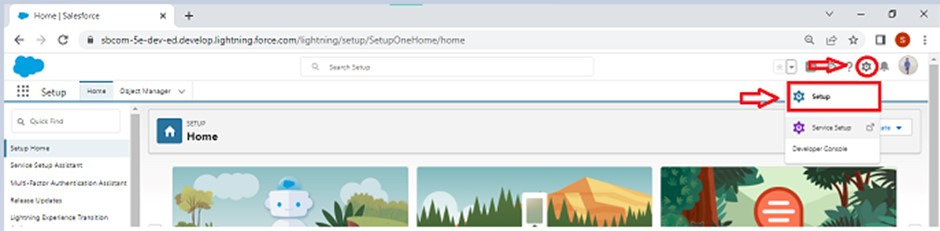 Home | Salesforce
sbcom-5e-dev-ed.develop.lightning.force.com/lightning/setup/SetupOneHome/home
S
Search Setup
?
Setup Home Object Manager
Setup
Quick Find
SETUP
Home
Service Setup
Developer Console
Setup Home
Service Setup Assistant
Multi-Factor Authentication Assistant
Release Updates
Lightning Experience Transition